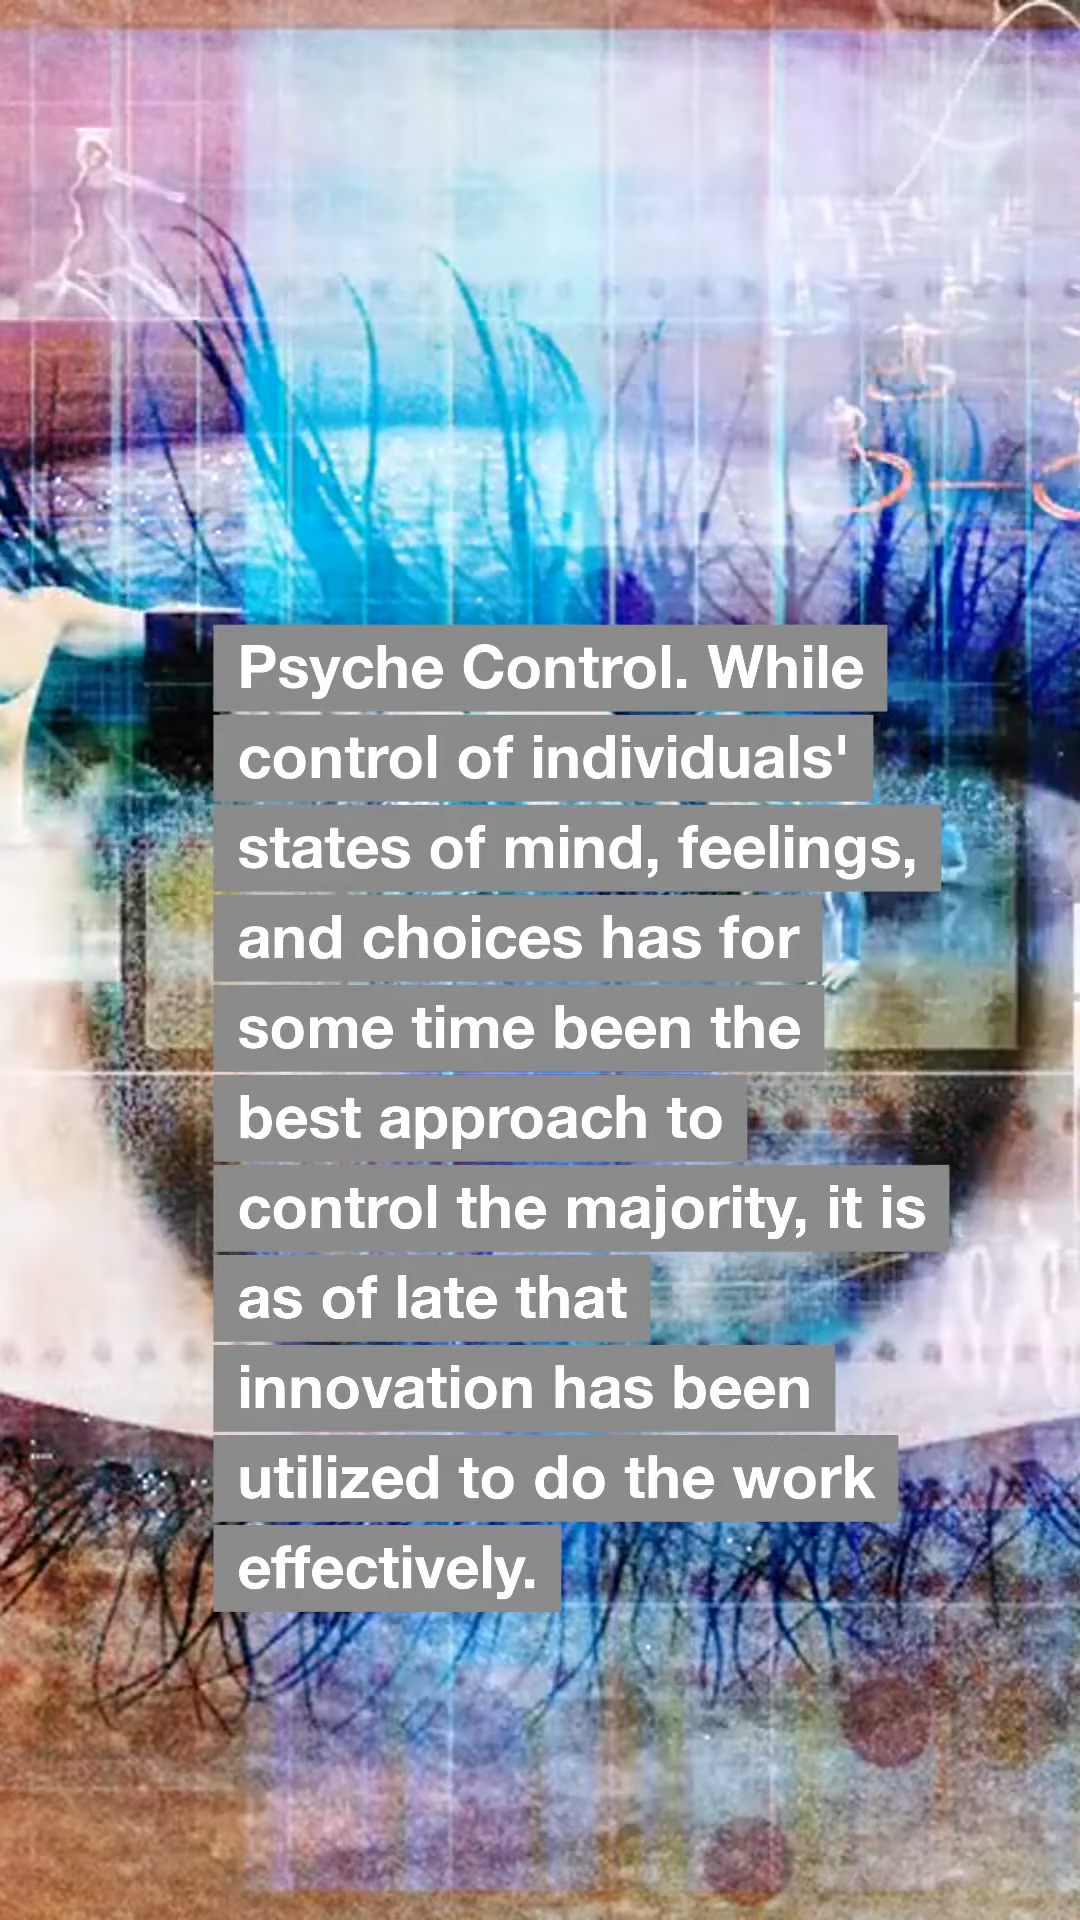 Psyche Control. While
control of individuals'
states of mind, feelings,
and choices has for
some time been the
best approach to
control the majority, it is
as of late that
innovation has been
utilized to do the work
effectively.